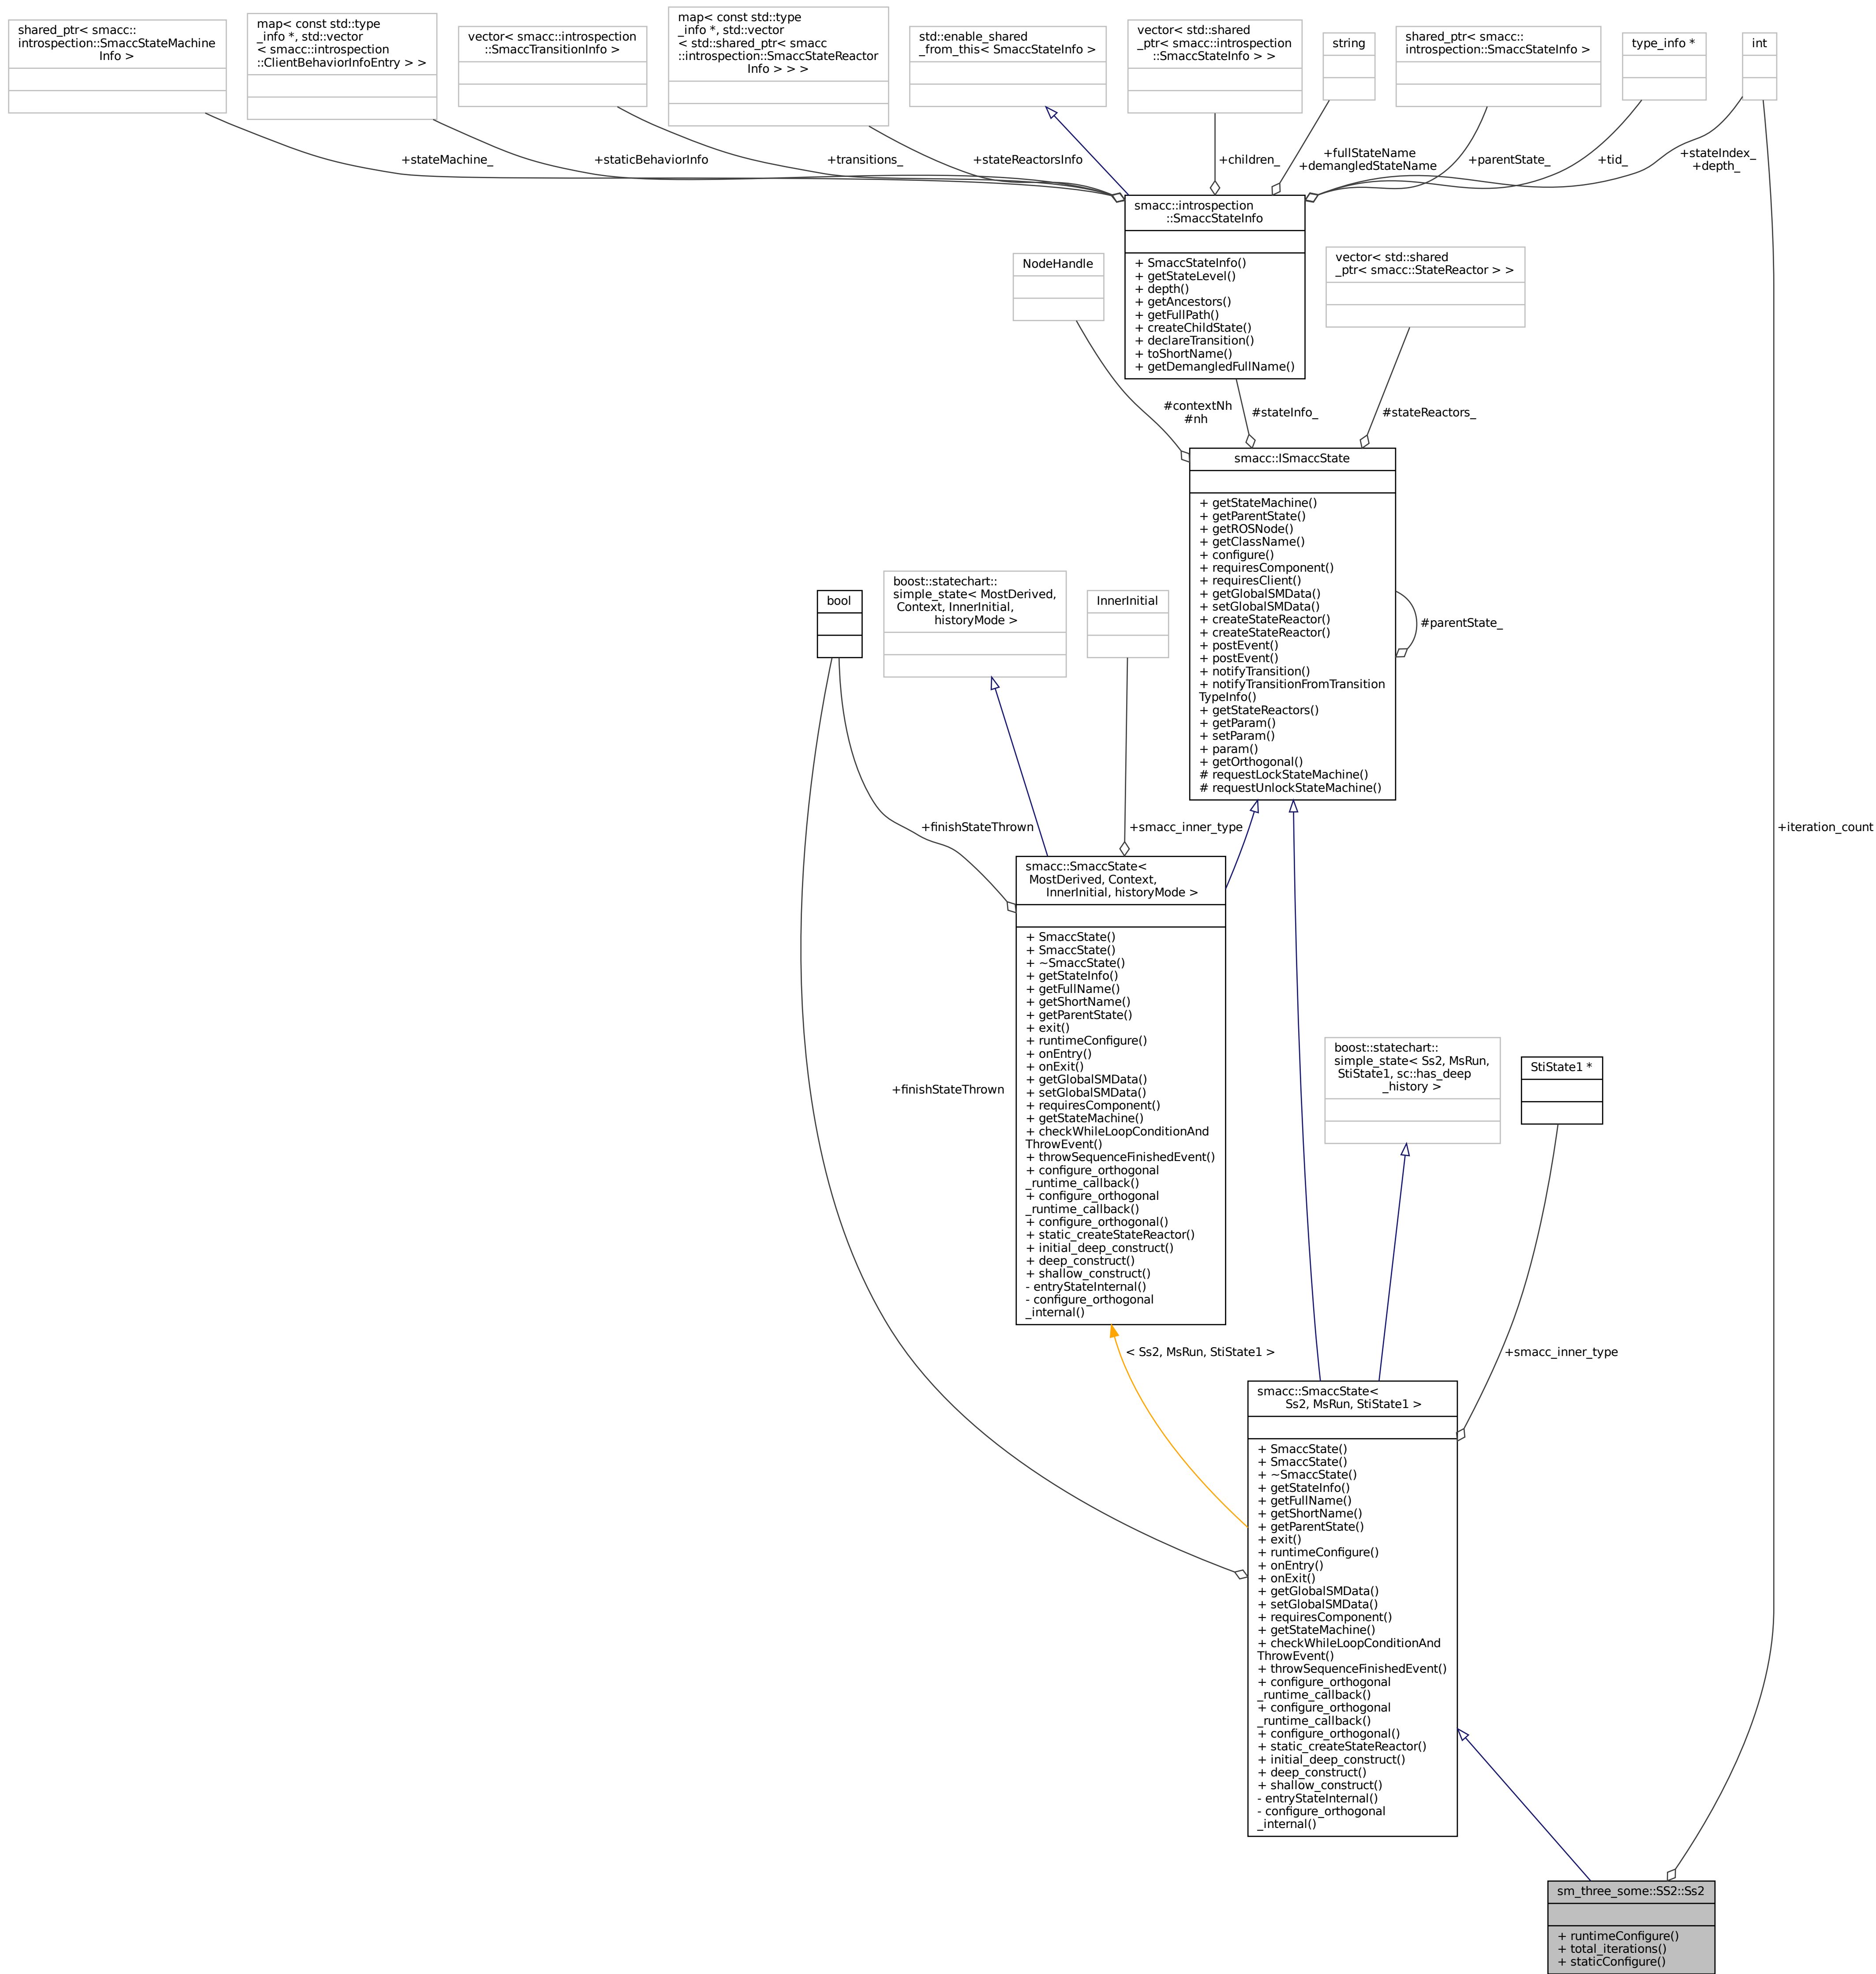 shared_ptr< smacc::
introspection::SmaccStateMachine
Info >
map< const std::type
_info *, std::vector
< smacc::introspection
::ClientBehaviorInfoEntry > >
vector< smacc::introspection
::SmaccTransitionInfo >
map< const std::type
_info *, std::vector
< std::shared_ptr< smacc
::introspection::SmaccStateReactor
Info > > >
std::enable_shared
_from_this< SmaccStateInfo >
vector< std::shared
_ptr< smacc::introspection
::SmaccStateInfo > >
string
shared_ptr< smacc::
introspection::SmaccStateInfo >
type_info *
int
+stateMachine_
+staticBehaviorInfo
+transitions_
+stateReactorsInfo
+children_
+fullStateName
+demangledStateName
+parentState_
+tid_
+stateIndex_
+depth_
smacc::introspection
::SmaccStateInfo
+ SmaccStateInfo()
+ getStateLevel()
+ depth()
+ getAncestors()
+ getFullPath()
+ createChildState()
+ declareTransition()
+ toShortName()
+ getDemangledFullName()
NodeHandle
vector< std::shared
_ptr< smacc::StateReactor > >
#contextNh
#nh
#stateInfo_
#stateReactors_
smacc::ISmaccState
+ getStateMachine()
+ getParentState()
+ getROSNode()
+ getClassName()
+ configure()
+ requiresComponent()
+ requiresClient()
+ getGlobalSMData()
+ setGlobalSMData()
+ createStateReactor()
+ createStateReactor()
+ postEvent()
+ postEvent()
+ notifyTransition()
+ notifyTransitionFromTransition
TypeInfo()
+ getStateReactors()
+ getParam()
+ setParam()
+ param()
+ getOrthogonal()
# requestLockStateMachine()
# requestUnlockStateMachine()
#parentState_
bool
boost::statechart::
simple_state< MostDerived,
Context, InnerInitial,
historyMode >
InnerInitial
+finishStateThrown
+smacc_inner_type
+iteration_count
smacc::SmaccState<
MostDerived, Context,
InnerInitial, historyMode >
+ SmaccState()
+ SmaccState()
+ ~SmaccState()
+ getStateInfo()
+ getFullName()
+ getShortName()
+ getParentState()
+ exit()
+ runtimeConfigure()
+ onEntry()
+ onExit()
+ getGlobalSMData()
+ setGlobalSMData()
+ requiresComponent()
+ getStateMachine()
+ checkWhileLoopConditionAnd
ThrowEvent()
+ throwSequenceFinishedEvent()
+ configure_orthogonal
_runtime_callback()
+ configure_orthogonal
_runtime_callback()
+ configure_orthogonal()
+ static_createStateReactor()
+ initial_deep_construct()
+ deep_construct()
+ shallow_construct()
- entryStateInternal()
- configure_orthogonal
_internal()
+finishStateThrown
boost::statechart::
simple_state< Ss2, MsRun,
StiState1, sc::has_deep
_history >
StiState1 *
< Ss2, MsRun, StiState1 >
+smacc_inner_type
smacc::SmaccState<
Ss2, MsRun, StiState1 >
+ SmaccState()
+ SmaccState()
+ ~SmaccState()
+ getStateInfo()
+ getFullName()
+ getShortName()
+ getParentState()
+ exit()
+ runtimeConfigure()
+ onEntry()
+ onExit()
+ getGlobalSMData()
+ setGlobalSMData()
+ requiresComponent()
+ getStateMachine()
+ checkWhileLoopConditionAnd
ThrowEvent()
+ throwSequenceFinishedEvent()
+ configure_orthogonal
_runtime_callback()
+ configure_orthogonal
_runtime_callback()
+ configure_orthogonal()
+ static_createStateReactor()
+ initial_deep_construct()
+ deep_construct()
+ shallow_construct()
- entryStateInternal()
- configure_orthogonal
_internal()
sm_three_some::SS2::Ss2
+ runtimeConfigure()
+ total_iterations()
+ staticConfigure()